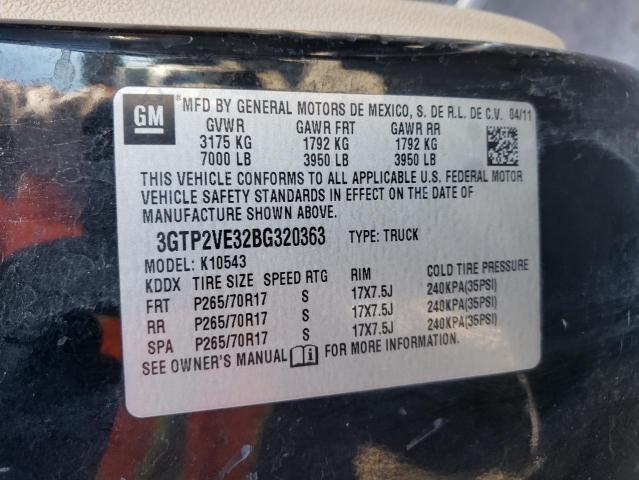 GM ® MFD BY GENERAL MOTORS DE MEXICO, S. DE R.L. DE C.V. 04/11
GVWR GAWR FRT GAWR RR
3175 KG 1792 KG 1792 KG
7000 LB 3950 LB 3950 LB
THIS VEHICLE CONFORMS TO ALL APPLICABLE U.S. FEDERAL MOTOR
VEHICLE SAFETY STANDARDS IN EFFECT ON THE DATE OF
MANUFACTURE SHOWN ABOVE.
3GTP2VE32BG320363 TYPE: TRUCK
MODEL: K10543
KDDX TIRE SIZE SPEED RTG RIM COLD TIRE PRESSURE
FRT P265/70R17 S 17X7.5J 240KPA(35PSI)
RR P265/70R17 S 17X7.5J 240KPA(35PSI)
SPA P265/70R17 S 17X7.5J 240KPA(35PSI)
SEE OWNER'S MANUAL FOR MORE INFORMATION.